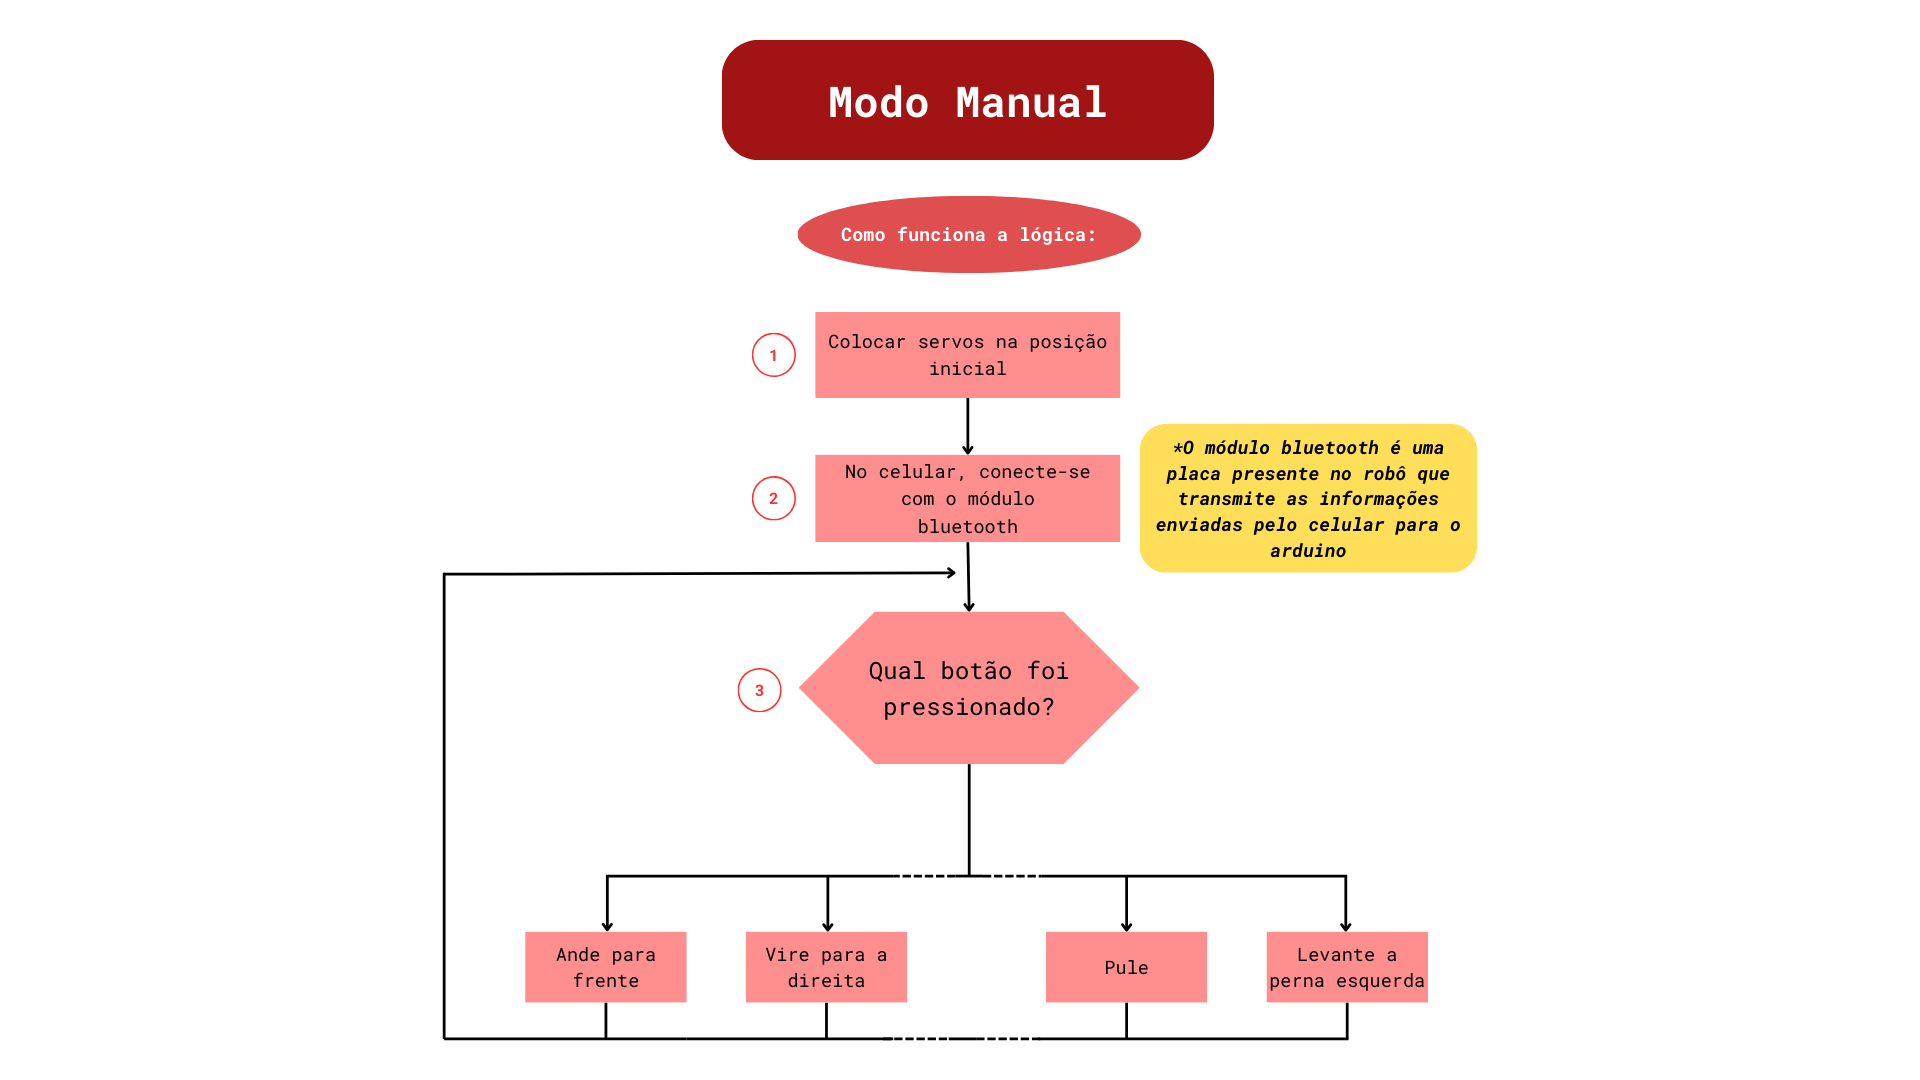 Modo Manual
Como funciona a lógica:
1
Colocar servos na posição
inicial
2
No celular, conecte-se
com o módulo
bluetooth
*O módulo bluetooth é uma
placa presente no robô que
transmite as informações
enviadas pelo celular para o
arduino
3
Qual botão foi
pressionado?
Ande para
frente
Vire para a
direita
Pule
Levante a
perna esquerda